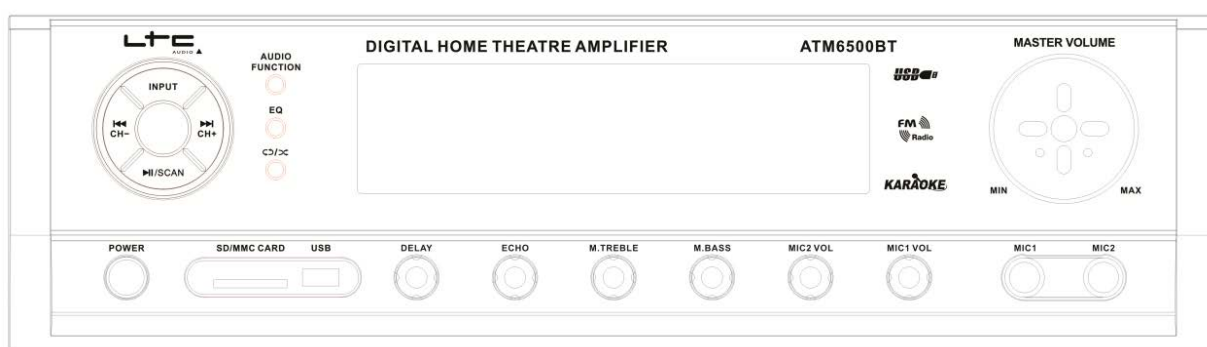 LTC
AUDIO
DIGITAL HOME THEATRE AMPLIFIER
ATM6500BT
MASTER VOLUME
AUDIO
FUNCTION
INPUT
USB
EQ
CH−
CH+
FM
Radio
/SCAN
KARAOKE
MIN
MAX
POWER
SD/MMC CARD
USB
DELAY
ECHO
M.TREBLE
M.BASS
MIC2 VOL
MIC1 VOL
MIC1
MIC2